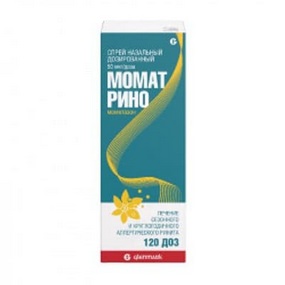 СПРЕЙ НАЗАЛЬНЫЙ
ДОЗИРОВАННЫЙ
50 мкг/доза
МОМАТ
РИНО
МОМЕТАЗОН
ЛЕЧЕНИЕ
СЕЗОННОГО
И КРУГЛОГОДИЧНОГО
АЛЛЕРГИЧЕСКОГО РИНИТА
120 ДОЗ
glenmark